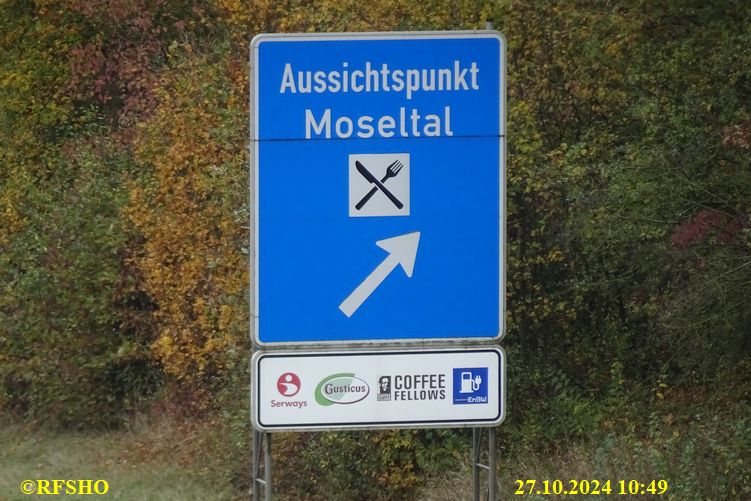 Aussichtspunkt
Moseltal
Serways
Gusticus
COFFEE
FELLOWS
EnBW
©RFSHO
27.10.2024 10:49